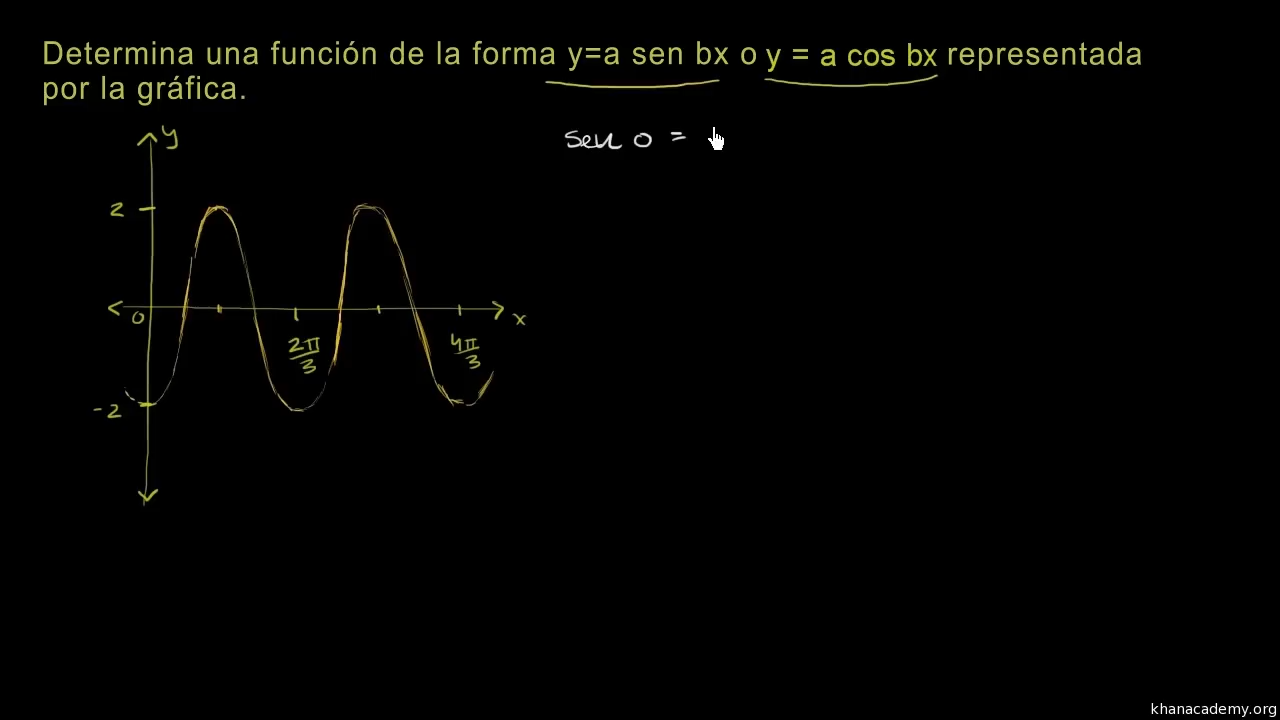 Determina una función de la forma y=a sen bx o y = a cos bx representada
por la gráfica.
y
sen 0 =
2
0
x
2π/3
4π/3
-2
khanacademy.org